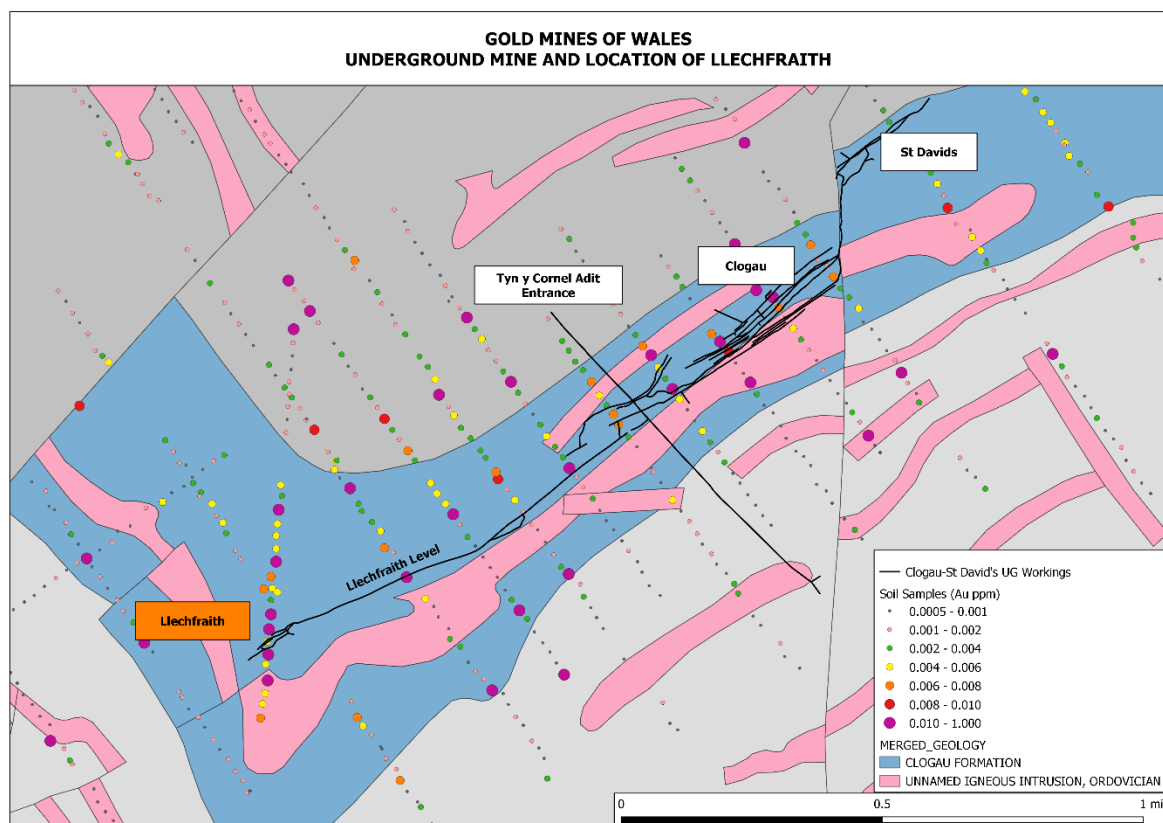 GOLD MINES OF WALES
UNDERGROUND MINE AND LOCATION OF LLECHFRAITH
St Davids
Clogau
Tyn y Cornel Adit
Entrance
Llechfraith Level
Llechfraith
Clogau-St David's UG Workings
Soil Samples (Au ppm)
0.0005 - 0.001
0.001 - 0.002
0.002 - 0.004
0.004 - 0.006
0.006 - 0.008
0.008 - 0.010
0.010 - 1.000
MERGED_GEOLOGY
CLOGAU FORMATION
UNNAMED IGNEOUS INTRUSION, ORDOVICIAN
0 0.5 1 mi